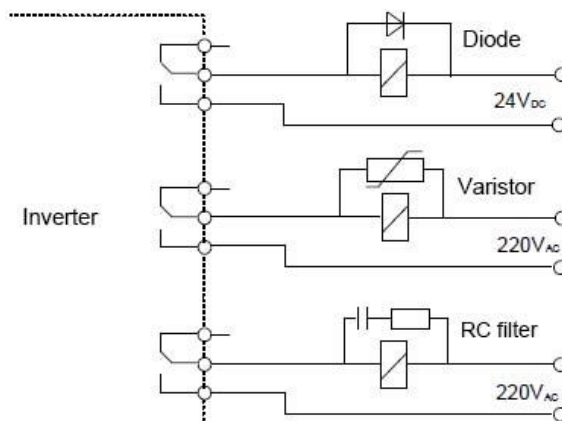 Diode
24VDC
Varistor
Inverter
220VAC
RC filter
220VAC